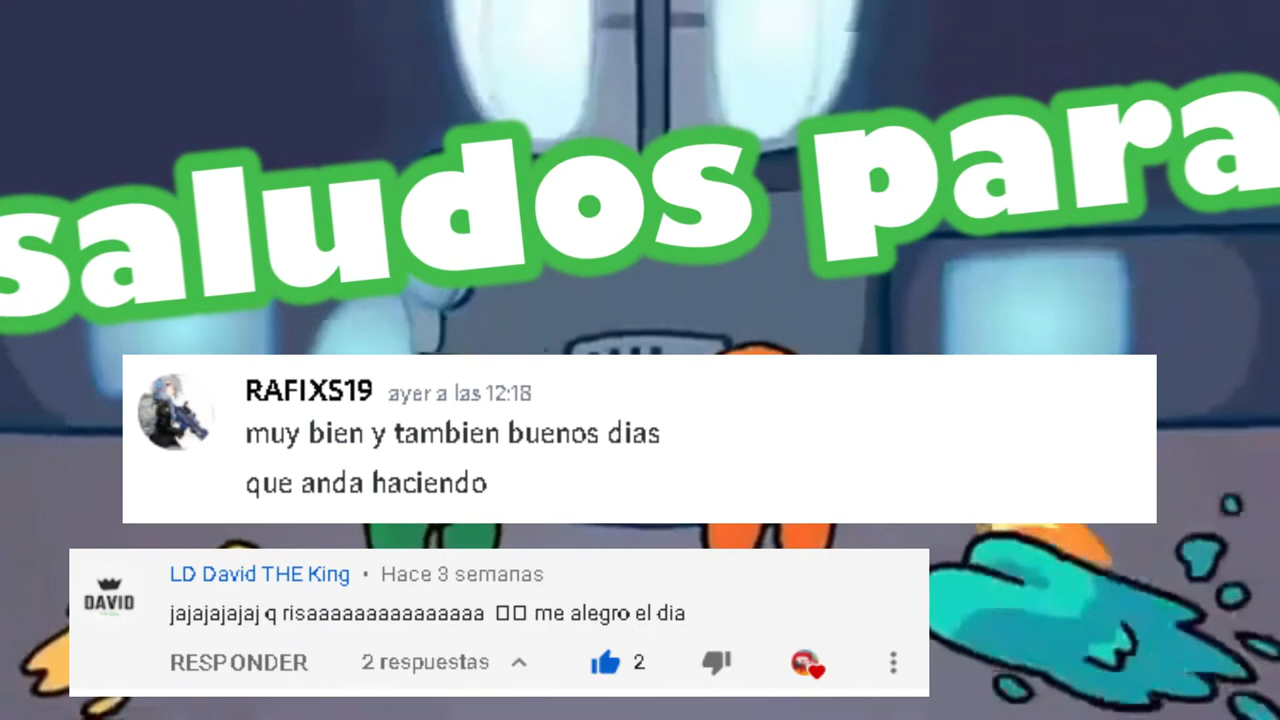 saludos para
RAFIXS19 ayer a las 12:18
muy bien y tambien buenos dias
que anda haciendo
LD David THE King · Hace 3 semanas
DAVID
jajajajajaj q risaaaaaaaaaaaaaaa □□ me alegro el dia
RESPONDER 2 respuestas 2